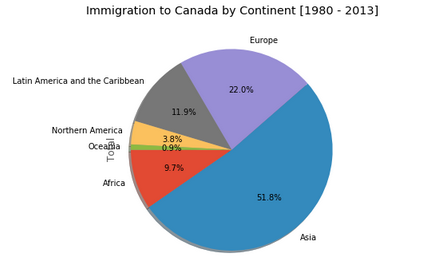 Immigration to Canada by Continent [1980 - 2013]
Europe
22.0%
Latin America and the Caribbean
11.9%
Northern America
3.8%
Oceania
0.9%
Total
9.7%
Africa
51.8%
Asia